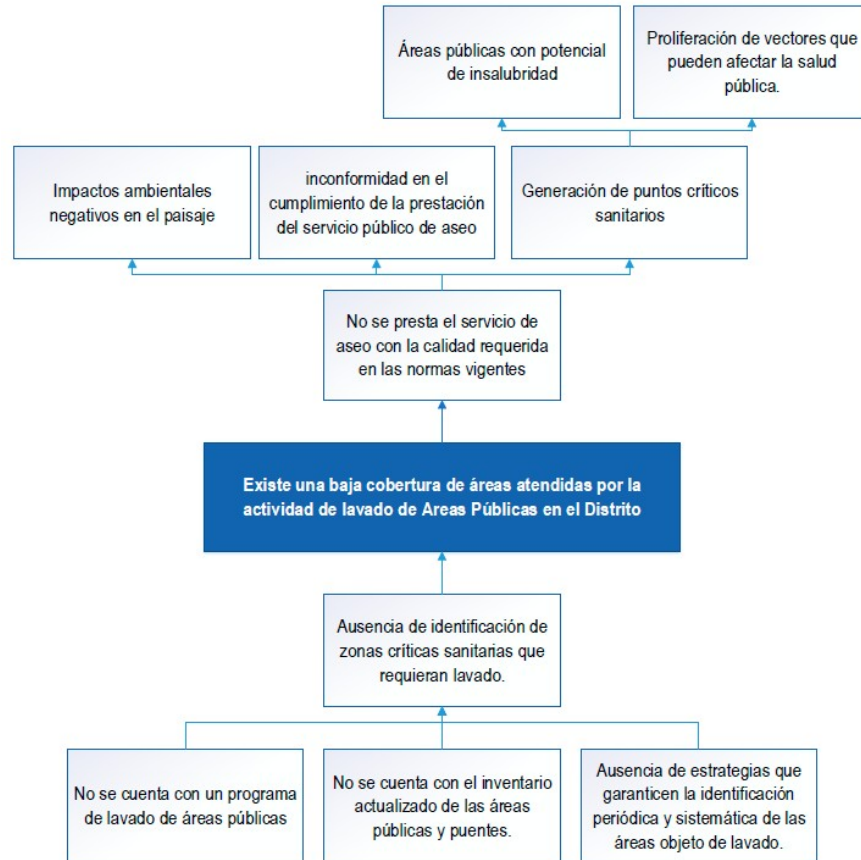 Áreas públicas con potencial
de insalubridad
Proliferación de vectores que
pueden afectar la salud
pública.
Impactos ambientales
negativos en el paisaje
inconformidad en el
cumplimiento de la prestación
del servicio público de aseo
Generación de puntos críticos
sanitarios
No se presta el servicio de
aseo con la calidad requerida
en las normas vigentes
Existe una baja cobertura de áreas atendidas por la
actividad de lavado de Areas Públicas en el Distrito
Ausencia de identificación de
zonas críticas sanitarias que
requieran lavado.
No se cuenta con un programa
de lavado de áreas públicas
No se cuenta con el inventario
actualizado de las áreas
públicas y puentes.
Ausencia de estrategias que
garanticen la identificación
periódica y sistemática de las
áreas objeto de lavado.